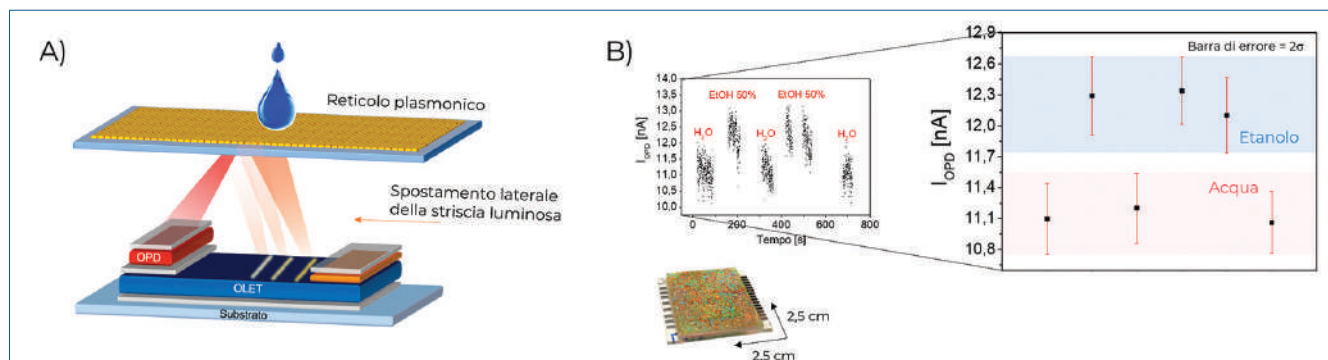 A)
Reticolo plasmonico
Spostamento laterale
della striscia luminosa
OPD
OLET
Substrato
B)
I_OPD [nA]
14,0
13,5
13,0
12,5
12,0
11,5
11,0
10,5
10,0
EtOH 50%
EtOH 50%
H₂O
H₂O
H₂O
0
200
400
600
800
Tempo [s]
2,5 cm
2,5 cm
I_OPD [nA]
12,9
12,6
12,3
12,0
11,7
11,4
11,1
10,8
Barra di errore = 2σ
Etanolo
Acqua